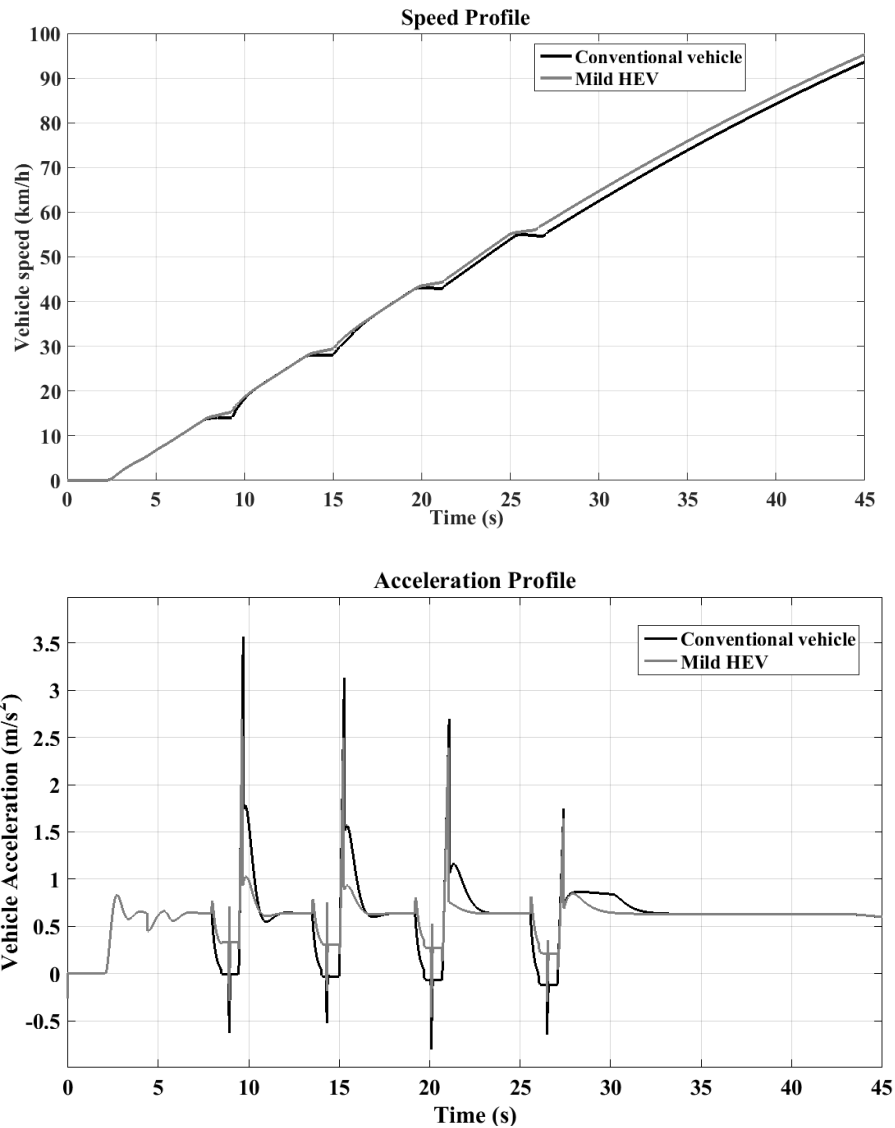 Speed Profile
100
90
80
70
60
50
40
30
20
10
0
Vehicle speed (km/h)
Conventional vehicle
Mild HEV
0 5 10 15 20 25 30 35 40 45
Time (s)
Acceleration Profile
3.5
3
2.5
2
1.5
1
0.5
0
-0.5
Vehicle Acceleration (m/s²)
Conventional vehicle
Mild HEV
0 5 10 15 20 25 30 35 40 45
Time (s)